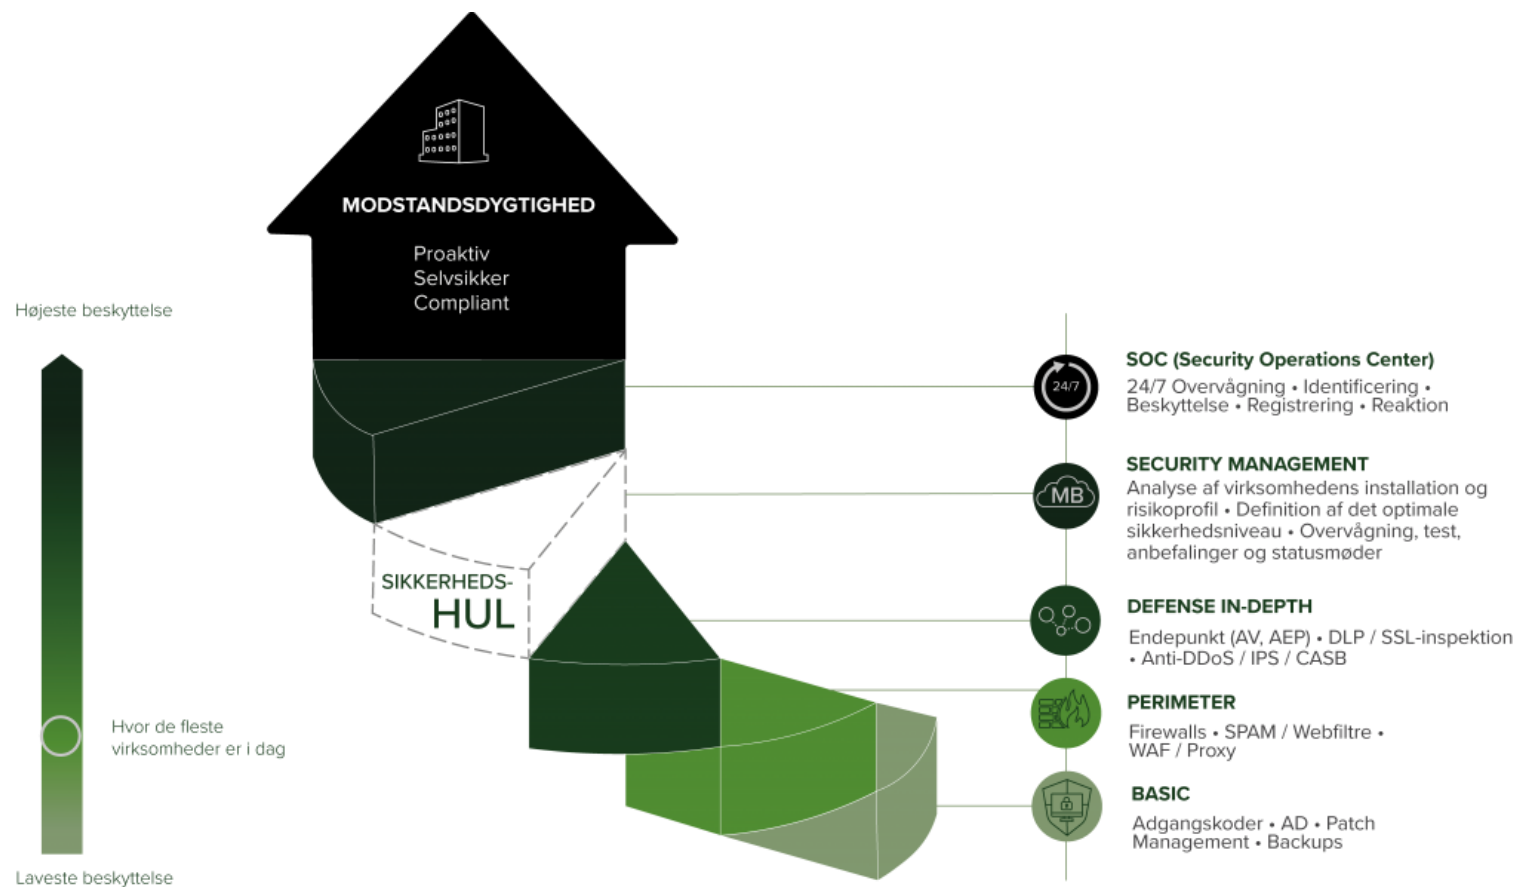 MODSTANDSDYGTIGHED
Proaktiv
Selvsikker
Compliant
Højeste beskyttelse
Hvor de fleste
virksomheder er i dag
Laveste beskyttelse
SIKKERHEDS-
HUL
24/7
SOC (Security Operations Center)
24/7 Overvågning • Identificering •
Beskyttelse • Registrering • Reaktion
MB
SECURITY MANAGEMENT
Analyse af virksomhedens installation og
risikoprofil • Definition af det optimale
sikkerhedsniveau • Overvågning, test,
anbefalinger og statusmøder
DEFENSE IN-DEPTH
Endepunkt (AV, AEP) • DLP / SSL-inspektion
• Anti-DDoS / IPS / CASB
PERIMETER
Firewalls • SPAM / Webfiltre •
WAF / Proxy
BASIC
Adgangskoder • AD • Patch
Management • Backups